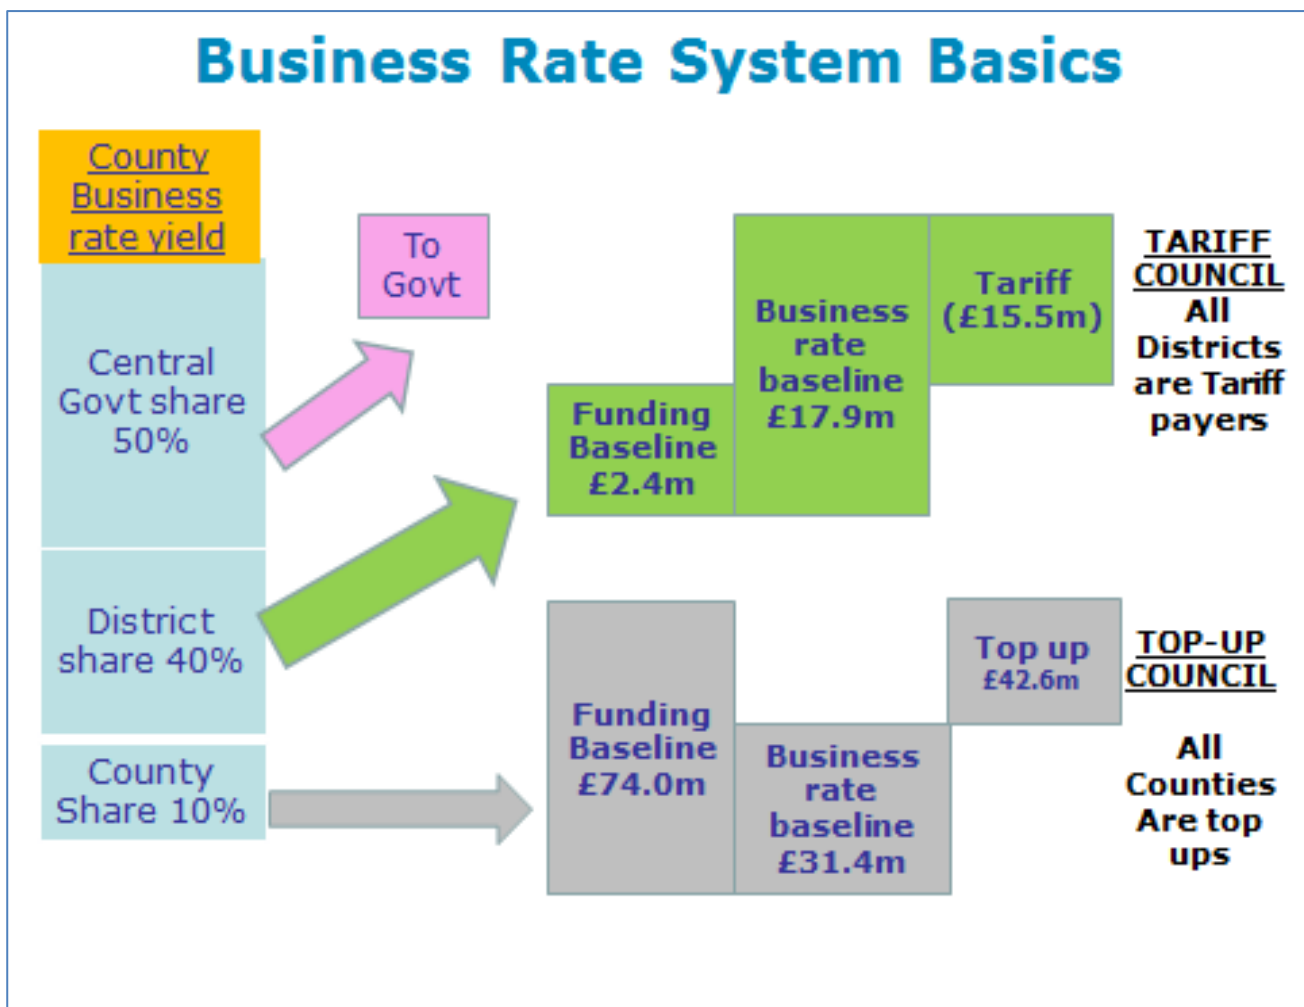 Business Rate System Basics
County
Business
rate yield
Central
Govt share
50%
District
share 40%
County
Share 10%
To
Govt
Funding
Baseline
£2.4m
Business
rate
baseline
£17.9m
Tariff
(£15.5m)
TARIFF
COUNCIL
All
Districts
are Tariff
payers
Funding
Baseline
£74.0m
Business
rate
baseline
£31.4m
Top up
£42.6m
TOP-UP
COUNCIL
All
Counties
Are top
ups